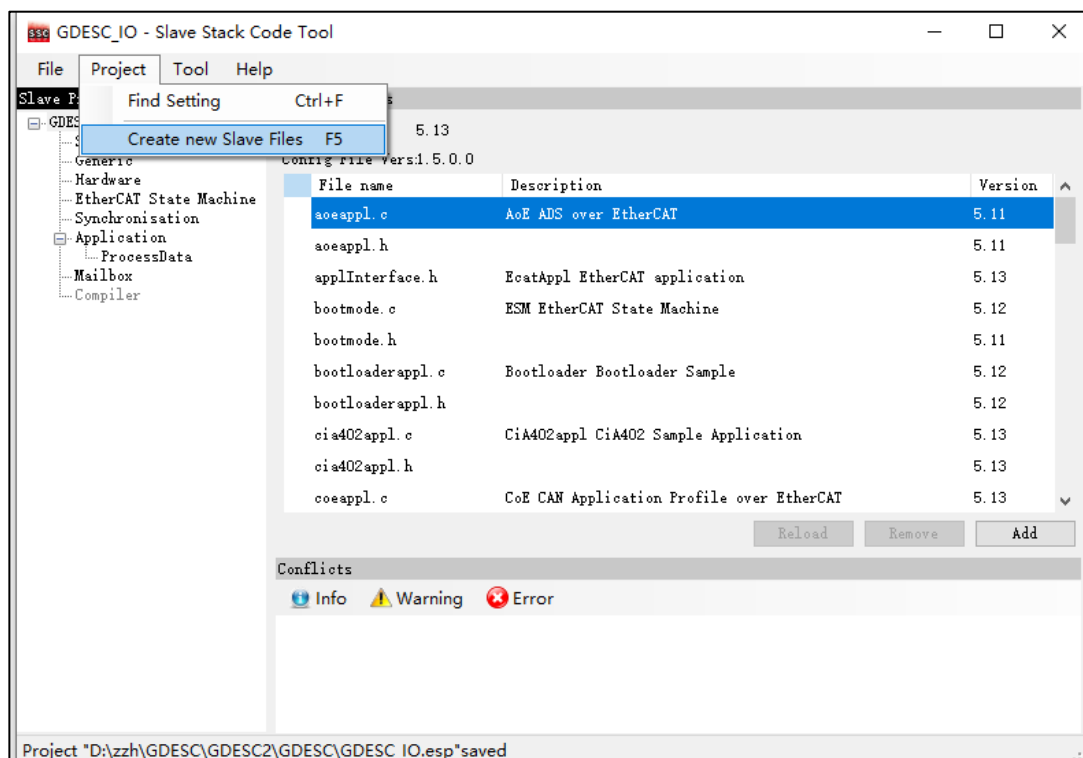 ssc GDESC_IO - Slave Stack Code Tool
File Project Tool Help
Find Setting Ctrl+F
Create new Slave Files F5
Slave
5.13
Config File Vers:1.5.0.0
Generic
Hardware
EtherCAT State Machine
Synchronisation
Application
ProcessData
Mailbox
Compiler
File name Description Version
aoeappl.c AoE ADS over EtherCAT 5.11
aoeappl.h 5.11
applInterface.h EcatAppl EtherCAT application 5.13
bootmode.c ESM EtherCAT State Machine 5.12
bootmode.h 5.11
bootloaderappl.c Bootloader Bootloader Sample 5.12
bootloaderappl.h 5.12
cia402appl.c CiA402appl CiA402 Sample Application 5.13
cia402appl.h 5.13
coeappl.c CoE CAN Application Profile over EtherCAT 5.13
Reload Remove Add
Conflicts
Info Warning Error
Project "D:\zzh\GDESC\GDESC2\GDESC\GDESC_IO.esp"saved